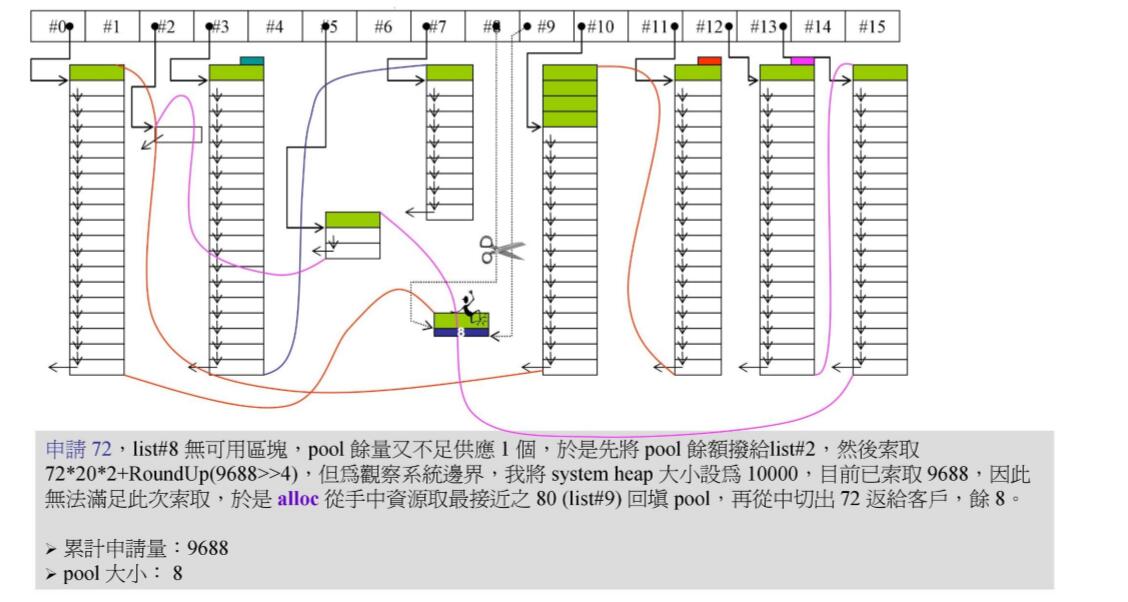 #0 #1 #2 #3 #4 #5 #6 #7 #8 #9 #10 #11 #12 #13 #14 #15
8
申請 72，list#8 無可用區塊，pool 餘量又不足供應 1 個，於是先將 pool 餘額撥給list#2，然後索取
72*20*2+RoundUp(9688>>4)，但爲觀察系統邊界，我將 system heap 大小設爲 10000，目前已索取 9688，因此
無法滿足此次索取，於是 alloc 從手中資源取最接近之 80 (list#9) 回塡 pool，再從中切出 72 返給客戶，餘 8。
➢ 累計申請量：9688
➢ pool 大小： 8